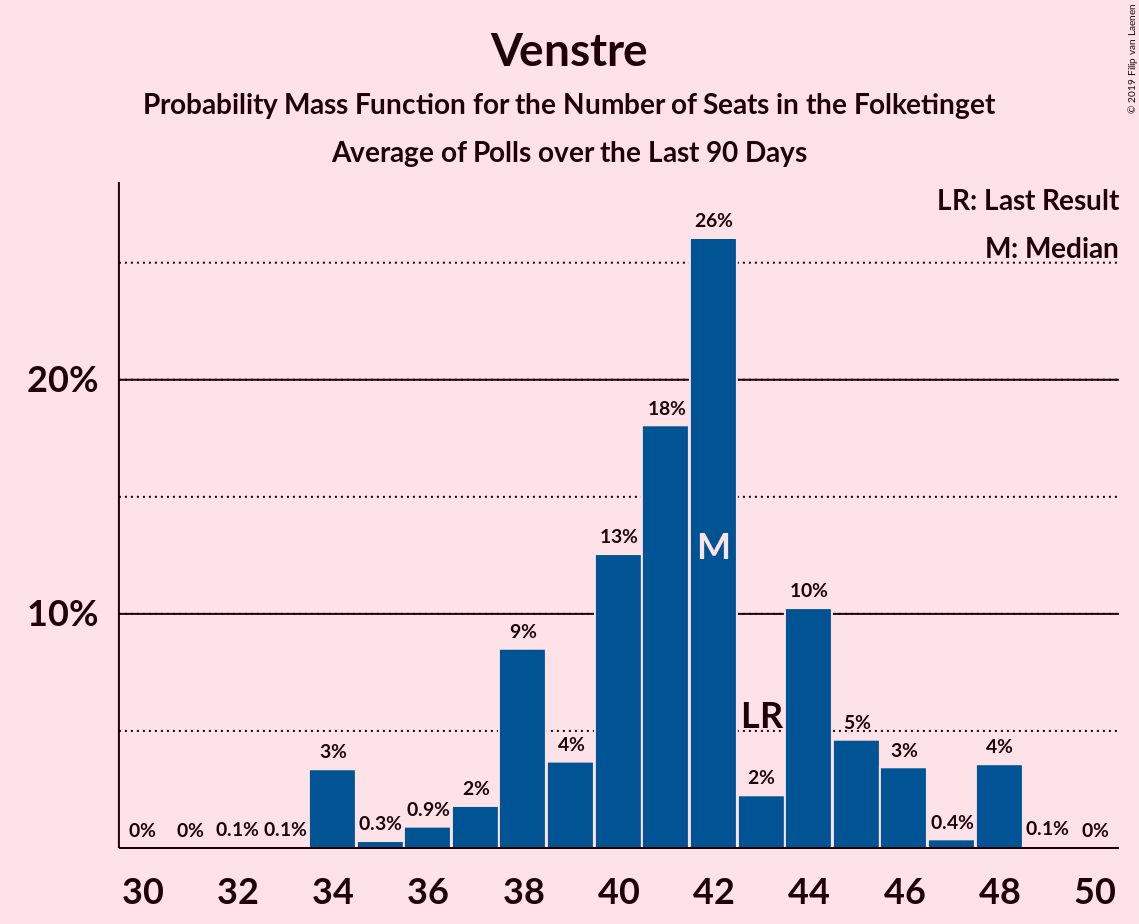 Venstre
Probability Mass Function for the Number of Seats in the Folketinget
Average of Polls over the Last 90 Days
© 2019 Filip van Laenen
LR: Last Result
M: Median
26%
20%
18%
13%
M
10%
10%
9%
LR
5%
4%
4%
3%
3%
2%
2%
0.9%
0.3%
0.4%
0% 0% 0.1% 0.1%
0.1% 0%
30 32 34 36 38 40 42 44 46 48 50